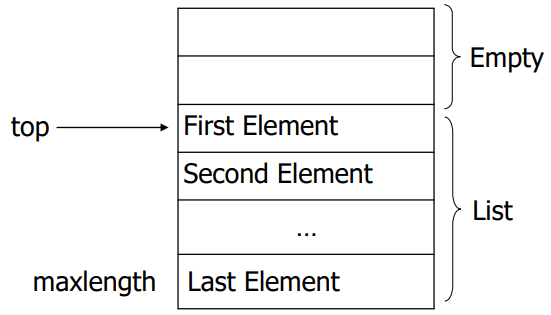 Empty
top
First Element
Second Element
List
...
maxlength
Last Element